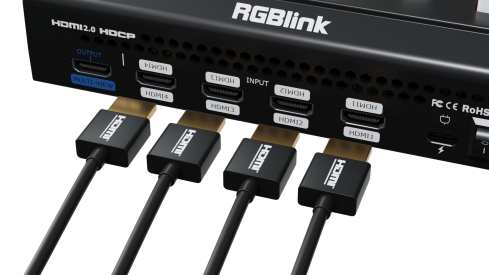 RGBlink
HDMI2.0 HDCP
OUTPUT
MULTI-VIEW
HDMI4
HDMI4
HDMI3
HDMI3
INPUT
HDMI2
HDMI2
HDMI1
HDMI1
FC CE RoHS
HDMI
HDMI
HDMI
HDMI